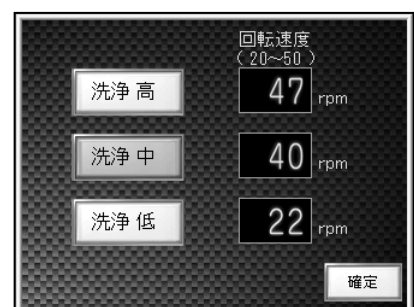 回転速度
(20～50)
洗浄 高 47 rpm
洗浄 中 40 rpm
洗浄 低 22 rpm
確定